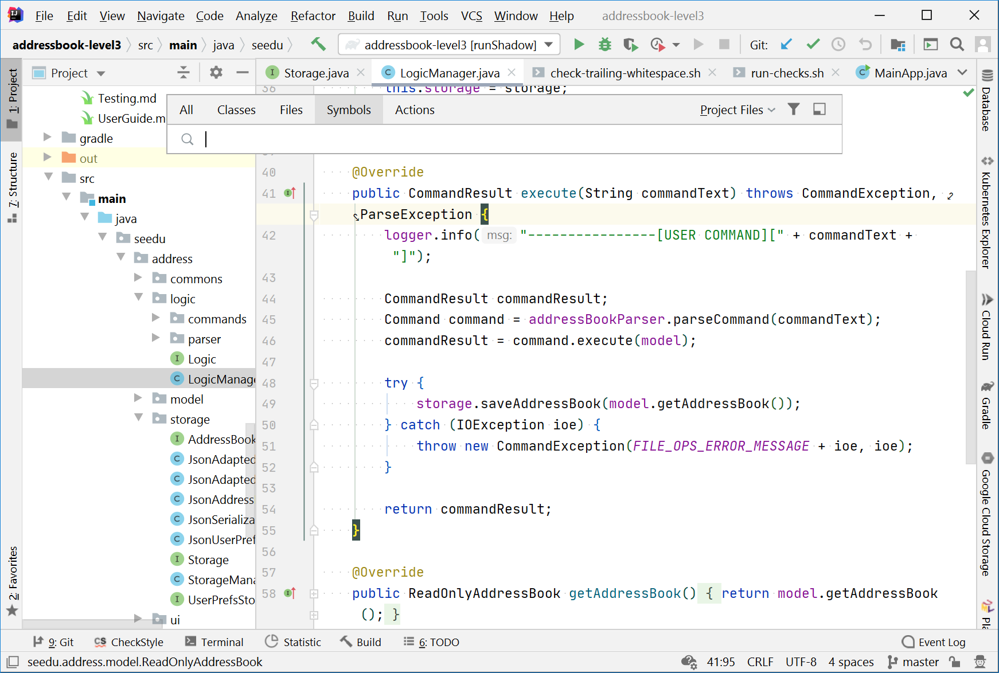 File Edit View Navigate Code Analyze Refactor Build Run Tools VCS Window Help addressbook-level3
addressbook-level3 src main java seedu addressbook-level3 [runShadow] Git:
1: Project
7: Structure
2: Favorites
Project
Testing.md
UserGuide.m
gradle
out
src
main
java
seedu
address
commons
logic
commands
parser
Logic
LogicManage
model
storage
AddressBook
JsonAdapted
JsonAdapted
JsonAddress
JsonSerializa
JsonUserPref
Storage
StorageMana
UserPrefsSto
ui
Storage.java LogicManager.java check-trailing-whitespace.sh run-checks.sh MainApp.java
36 this.storage = storage;
All Classes Files Symbols Actions Project Files
40 @Override
41 public CommandResult execute(String commandText) throws CommandException,
ParseException {
42 logger.info( msg: "----------------[USER COMMAND][" + commandText +
"]");
43
44 CommandResult commandResult;
45 Command command = addressBookParser.parseCommand(commandText);
46 commandResult = command.execute(model);
47
48 try {
49 storage.saveAddressBook(model.getAddressBook());
50 } catch (IOException ioe) {
51 throw new CommandException(FILE_OPS_ERROR_MESSAGE + ioe, ioe);
52 }
53
54 return commandResult;
55 }
56
57 @Override
58 public ReadOnlyAddressBook getAddressBook() { return model.getAddressBook
(); }
Database
Kubernetes Explorer
Cloud Run
Gradle
Google Cloud Storage
9: Git CheckStyle Terminal Statistic Build 6: TODO Event Log
seedu.address.model.ReadOnlyAddressBook 41:95 CRLF UTF-8 4 spaces master